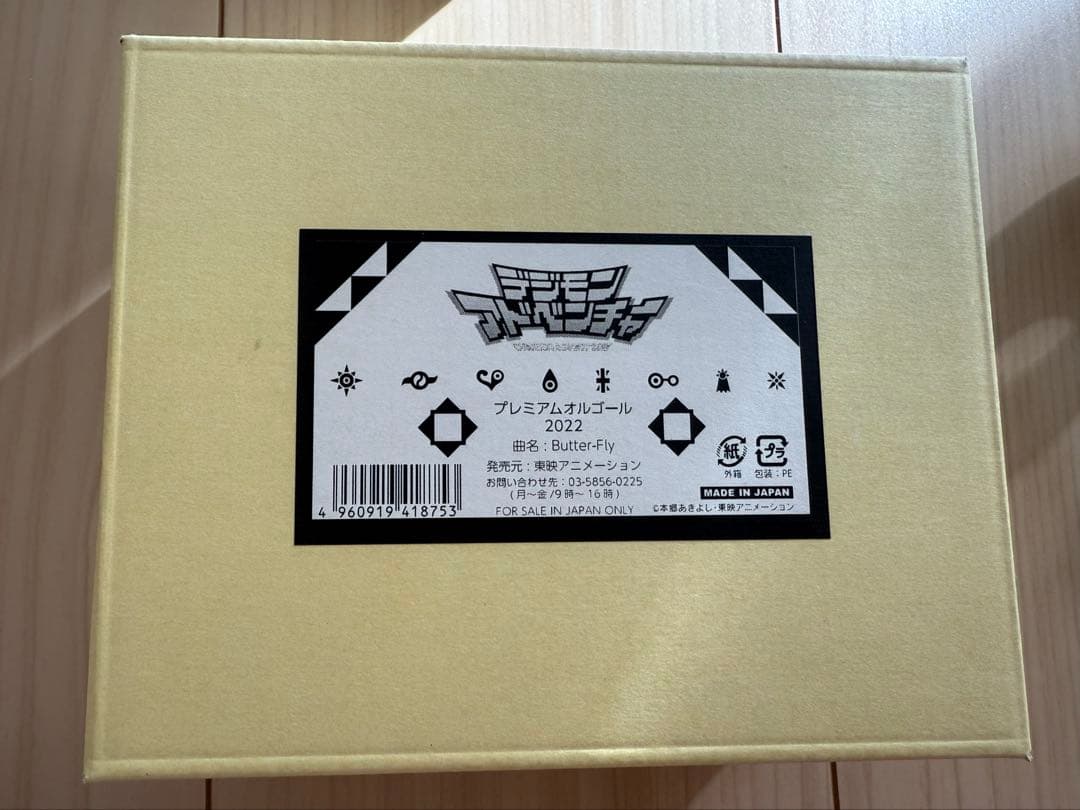 デジモン
アドベンチャー
プレミアムオルゴール
2022
曲名：Butter-Fly
発売元：東映アニメーション
お問い合わせ先：03-5856-0225
(月～金/9時～16時)
FOR SALE IN JAPAN ONLY
4 960919 418753
紙
外箱
プラ
包装：PE
MADE IN JAPAN
©本郷あきよし・東映アニメーション